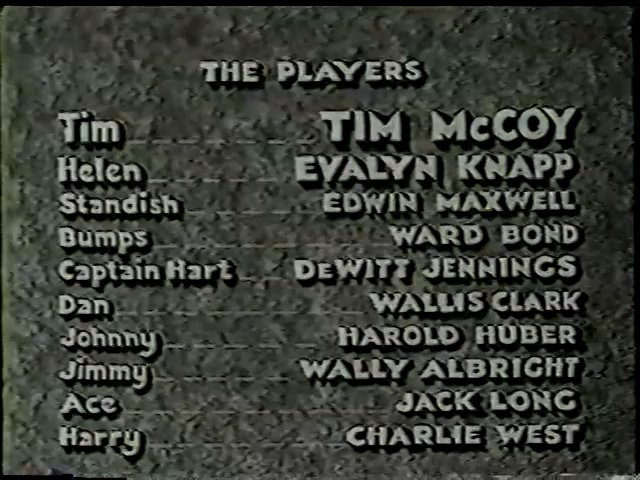 THE PLAYERS
Tim TIM McCOY
Helen EVALYN KNAPP
Standish EDWIN MAXWELL
Bumps WARD BOND
Captain Hart DEWITT JENNINGS
Dan WALLIS CLARK
Johnny HAROLD HUBER
Jimmy WALLY ALBRIGHT
Ace JACK LONG
Harry CHARLIE WEST